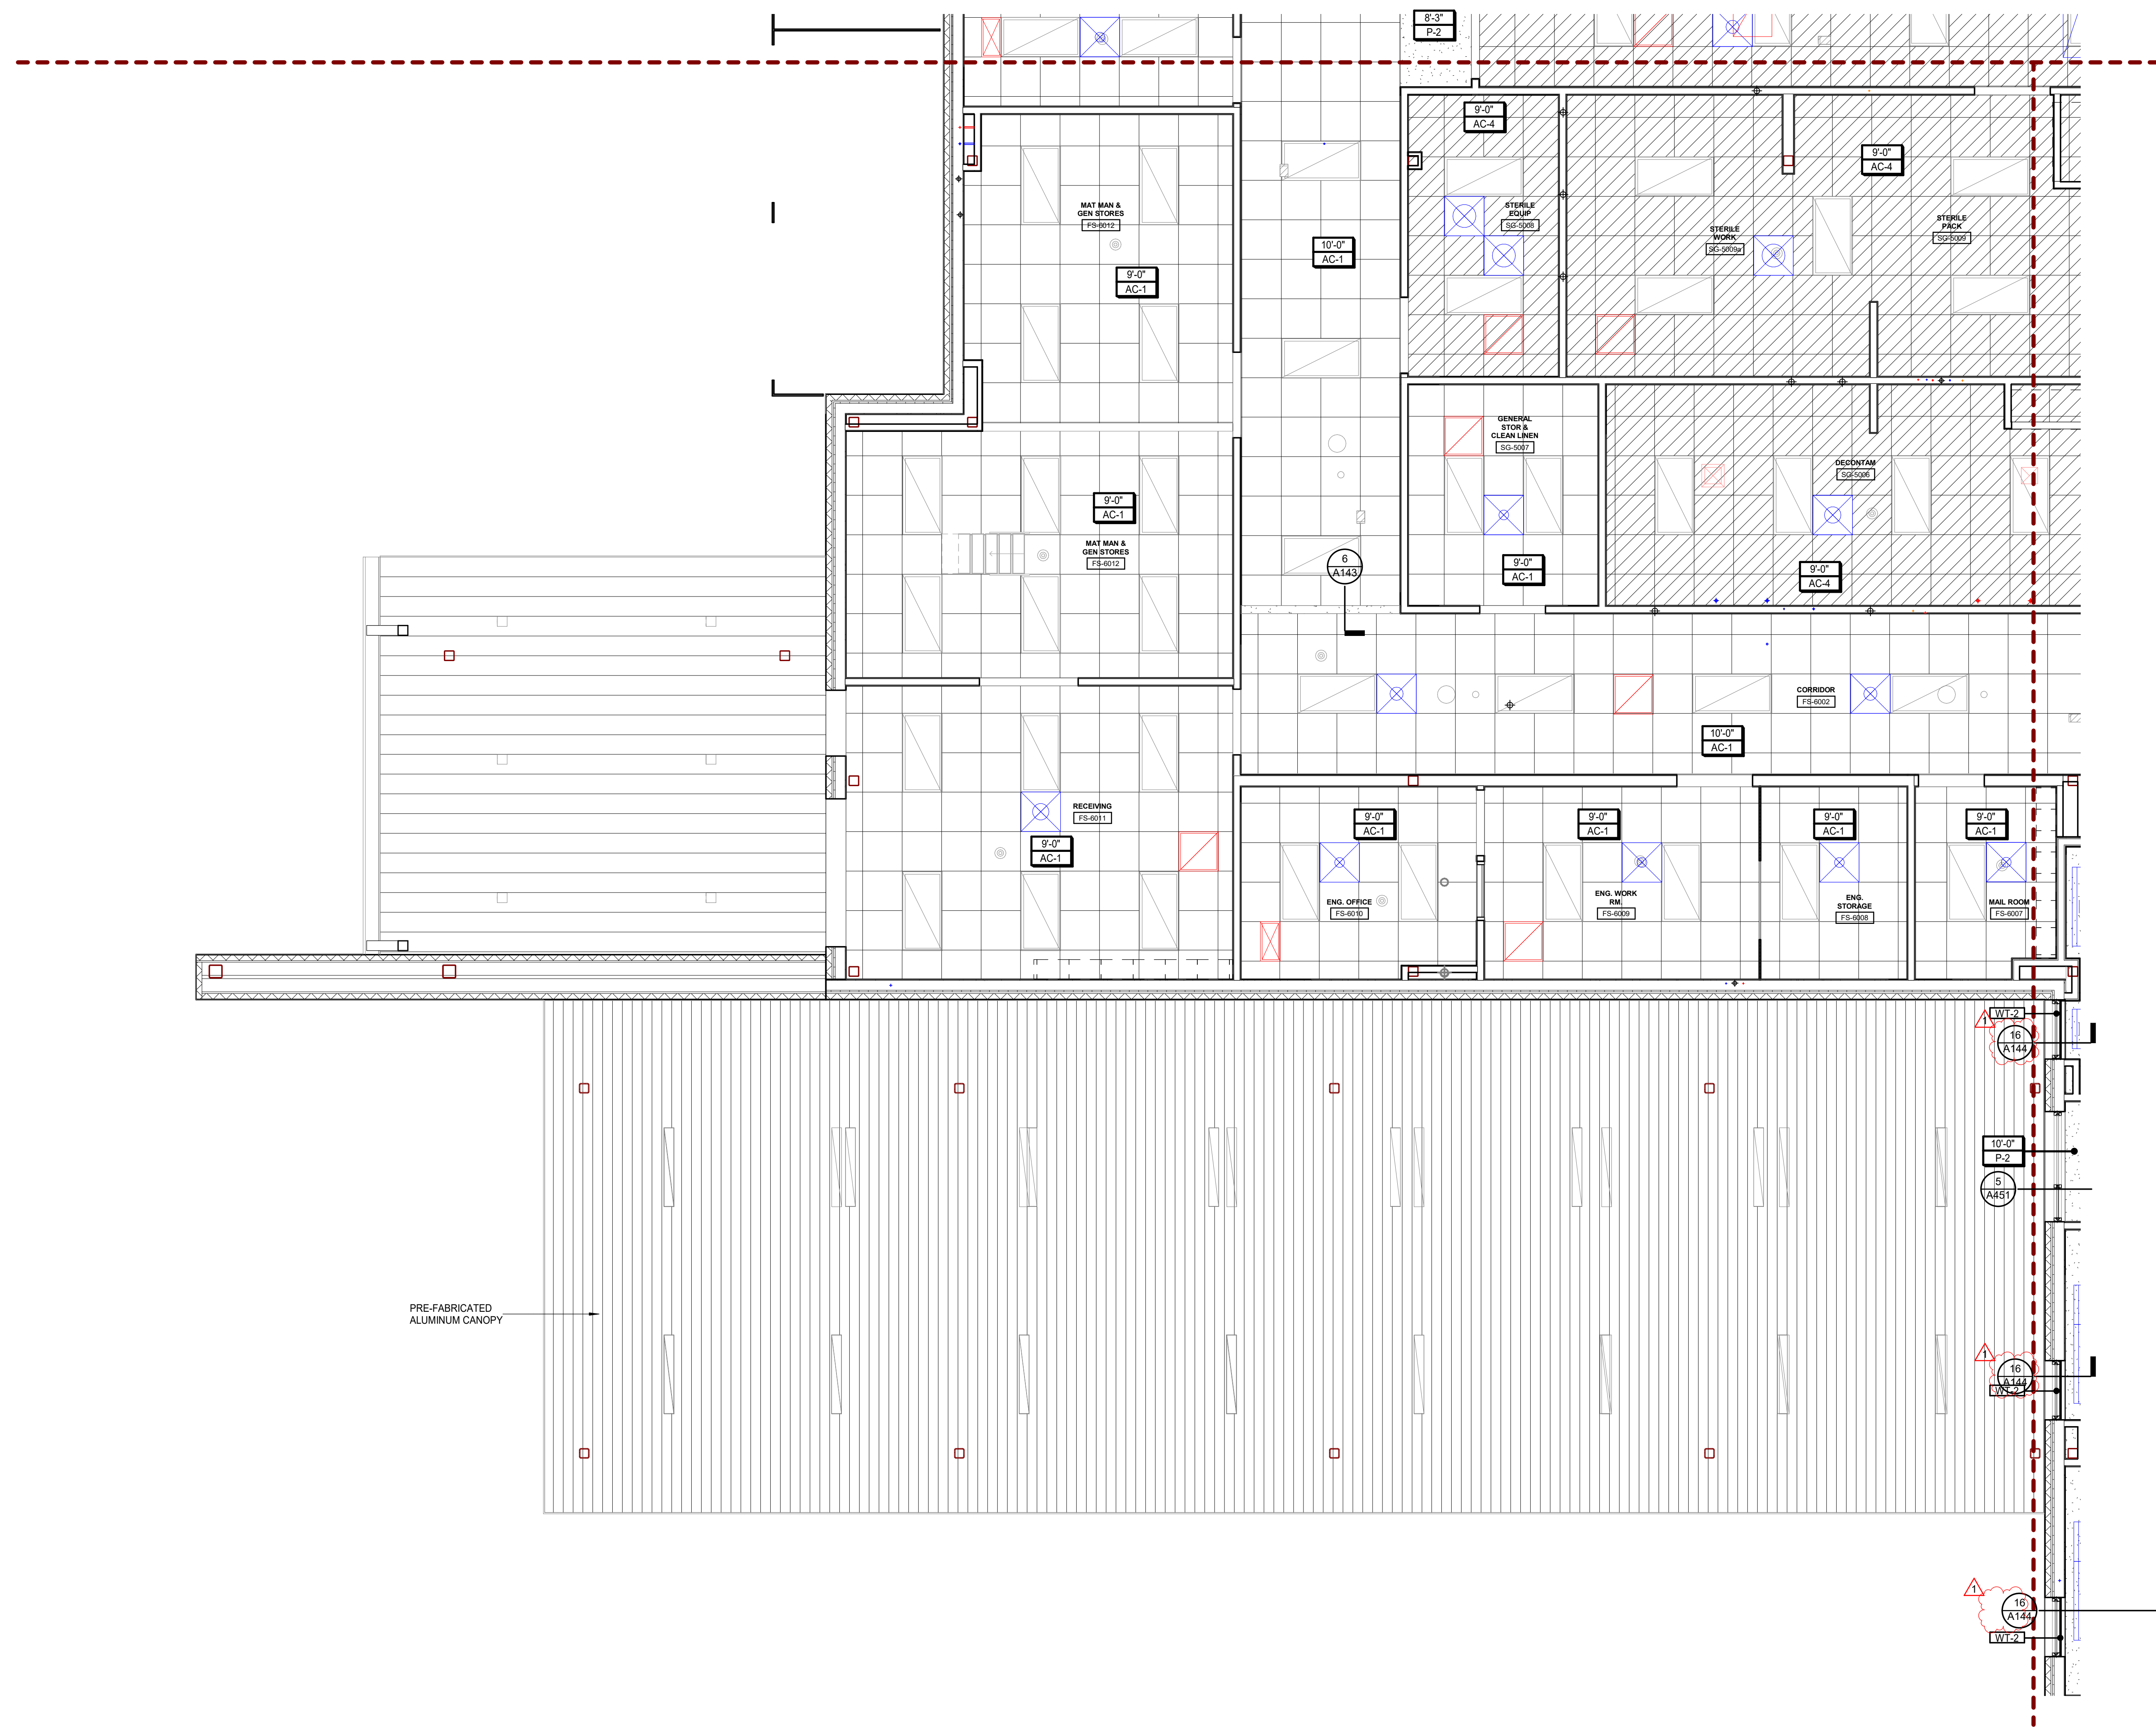 8'-3"
P-2
9'-0"
AC-4
9'-0"
AC-4
MAT MAN &
GEN STORES
FS-6012
9'-0"
AC-1
10'-0"
AC-1
STERILE
EQUIP
SG-5008
STERILE
WORK
SG-5009a
STERILE
PACK
SG-5009
9'-0"
AC-1
MAT MAN &
GEN STORES
FS-6012
6
A143
GENERAL
STOR &
CLEAN LINEN
SG-5007
9'-0"
AC-1
DECONTAM
SG-5006
9'-0"
AC-4
CORRIDOR
FS-6002
10'-0"
AC-1
RECEIVING
FS-6011
9'-0"
AC-1
9'-0"
AC-1
9'-0"
AC-1
9'-0"
AC-1
9'-0"
AC-1
ENG. OFFICE
FS-6010
ENG. WORK
RM.
FS-6009
ENG.
STORAGE
FS-6008
MAIL ROOM
FS-6007
WT-2
1
16
A144
10'-0"
P-2
5
A451
PRE-FABRICATED
ALUMINUM CANOPY
1
16
A144
WT-2
1
16
A144
WT-2